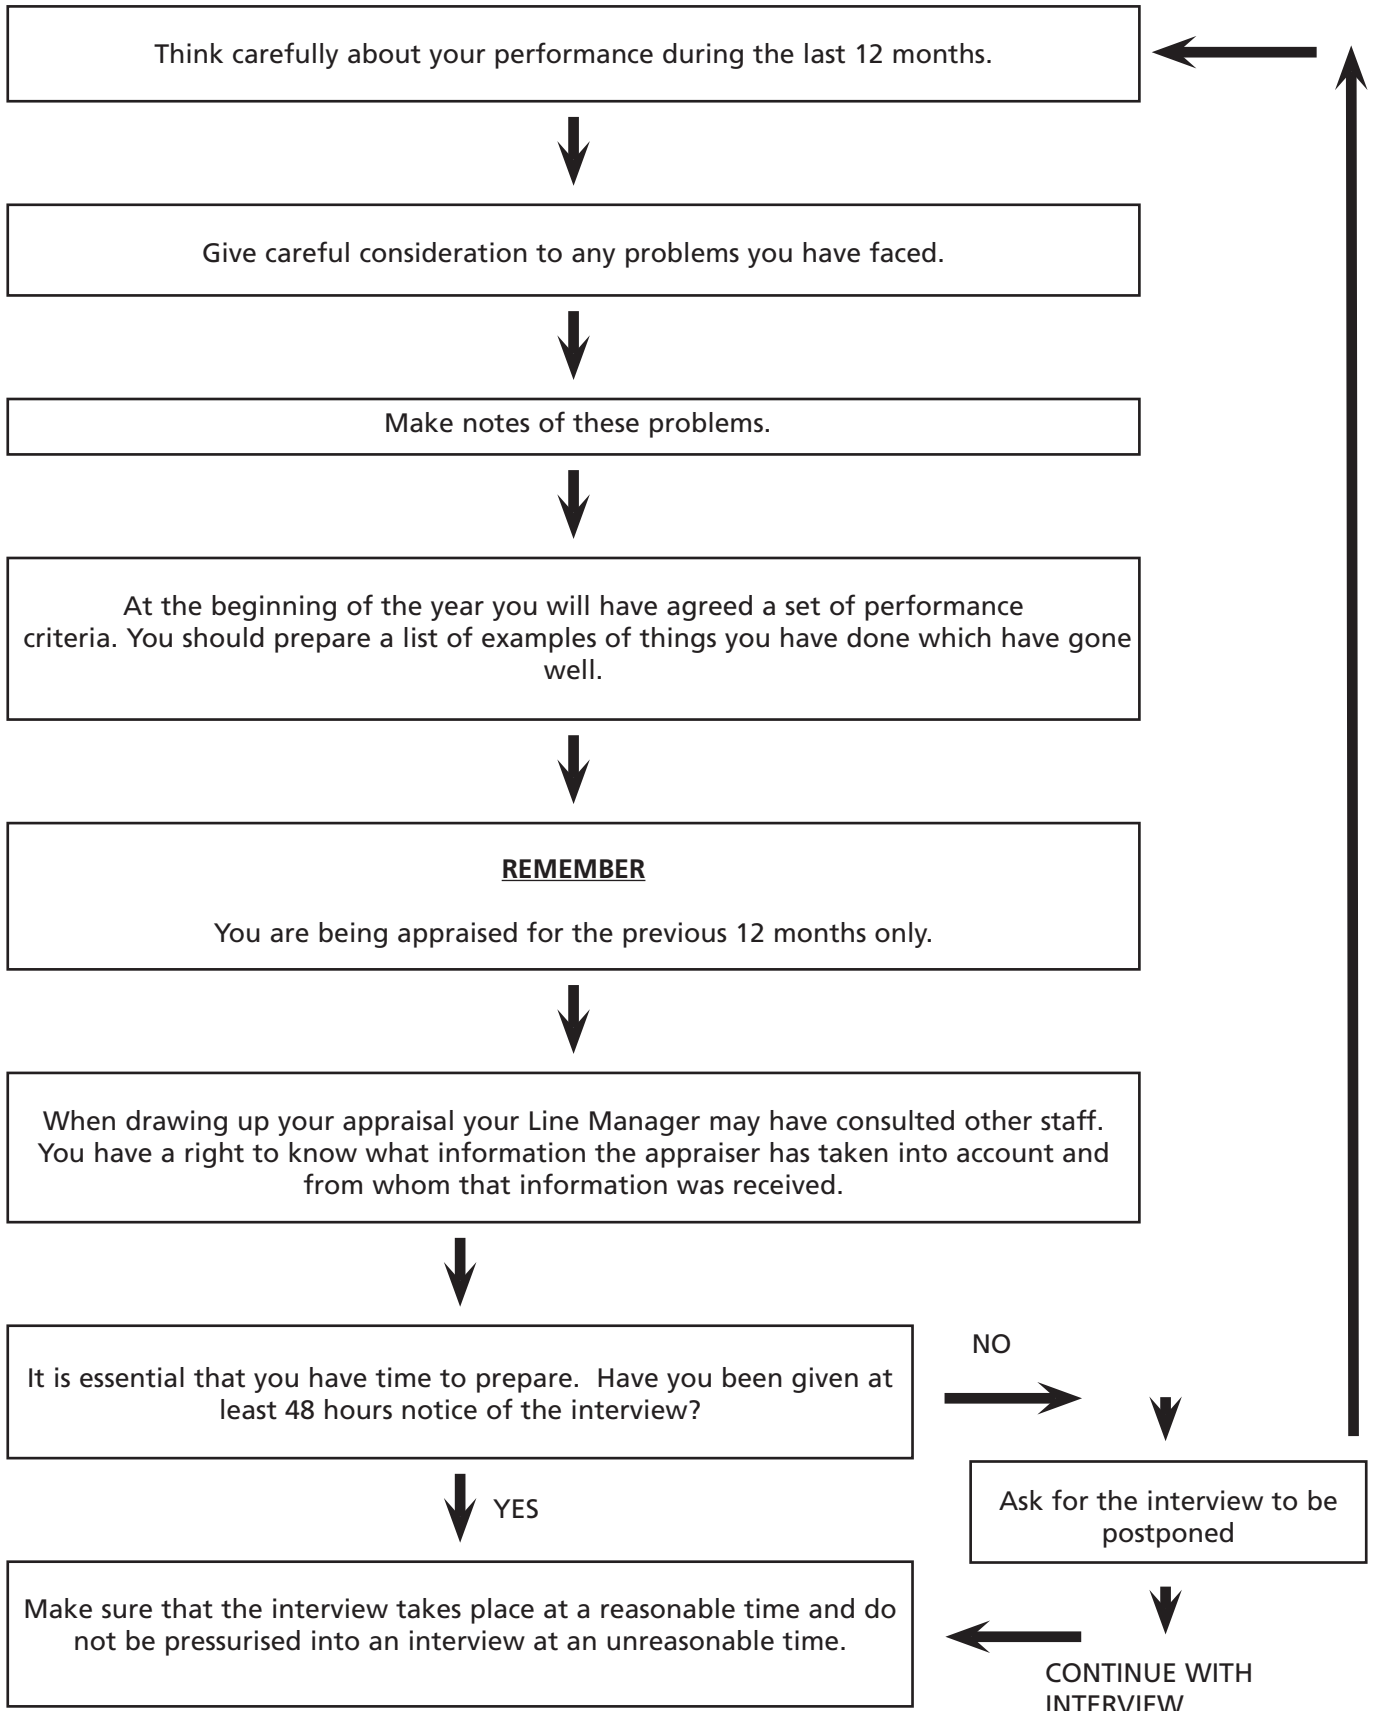 Think carefully about your performance during the last 12 months.
Give careful consideration to any problems you have faced.
Make notes of these problems.
At the beginning of the year you will have agreed a set of performance
criteria. You should prepare a list of examples of things you have done which have gone
well.
REMEMBER
You are being appraised for the previous 12 months only.
When drawing up your appraisal your Line Manager may have consulted other staff.
You have a right to know what information the appraiser has taken into account and
from whom that information was received.
It is essential that you have time to prepare.  Have you been given at
least 48 hours notice of the interview?
NO
YES
Ask for the interview to be
postponed
Make sure that the interview takes place at a reasonable time and do
not be pressurised into an interview at an unreasonable time.
CONTINUE WITH
INTERVIEW